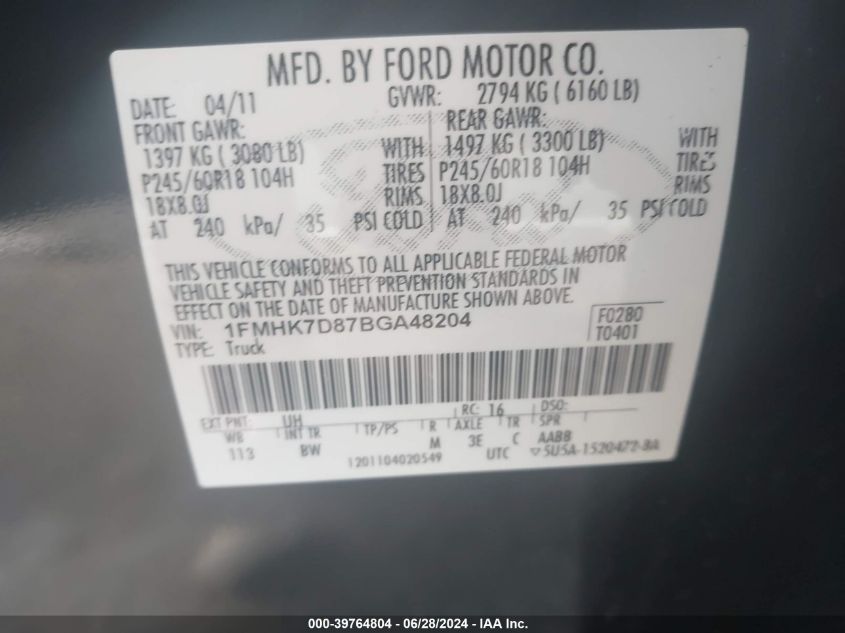 MFD. BY FORD MOTOR CO.
DATE: 04/11 GVWR: 2794 KG ( 6160 LB)
FRONT GAWR: REAR GAWR:
1397 KG ( 3080 LB) WITH 1497 KG ( 3300 LB) WITH
P245/60R18 104H TIRES P245/60R18 104H TIRES
18X8.0J RIMS 18X8.0J RIMS
AT 240 kPa/ 35 PSI COLD AT 240 kPa/ 35 PSI COLD
THIS VEHICLE CONFORMS TO ALL APPLICABLE FEDERAL MOTOR
VEHICLE SAFETY AND THEFT PREVENTION STANDARDS IN
EFFECT ON THE DATE OF MANUFACTURE SHOWN ABOVE.
VIN: 1FMHK7D87BGA48204 F0280
TYPE: Truck T0401
EXT PNT: UH RC: 16 DSO:
WB INT TR TP/PS R AXLE TR SPR
113 BW M 3E C AABB
1201104020549 UTC ▽5U5A-1520472-BA
000-39764804 - 06/28/2024 - IAA Inc.